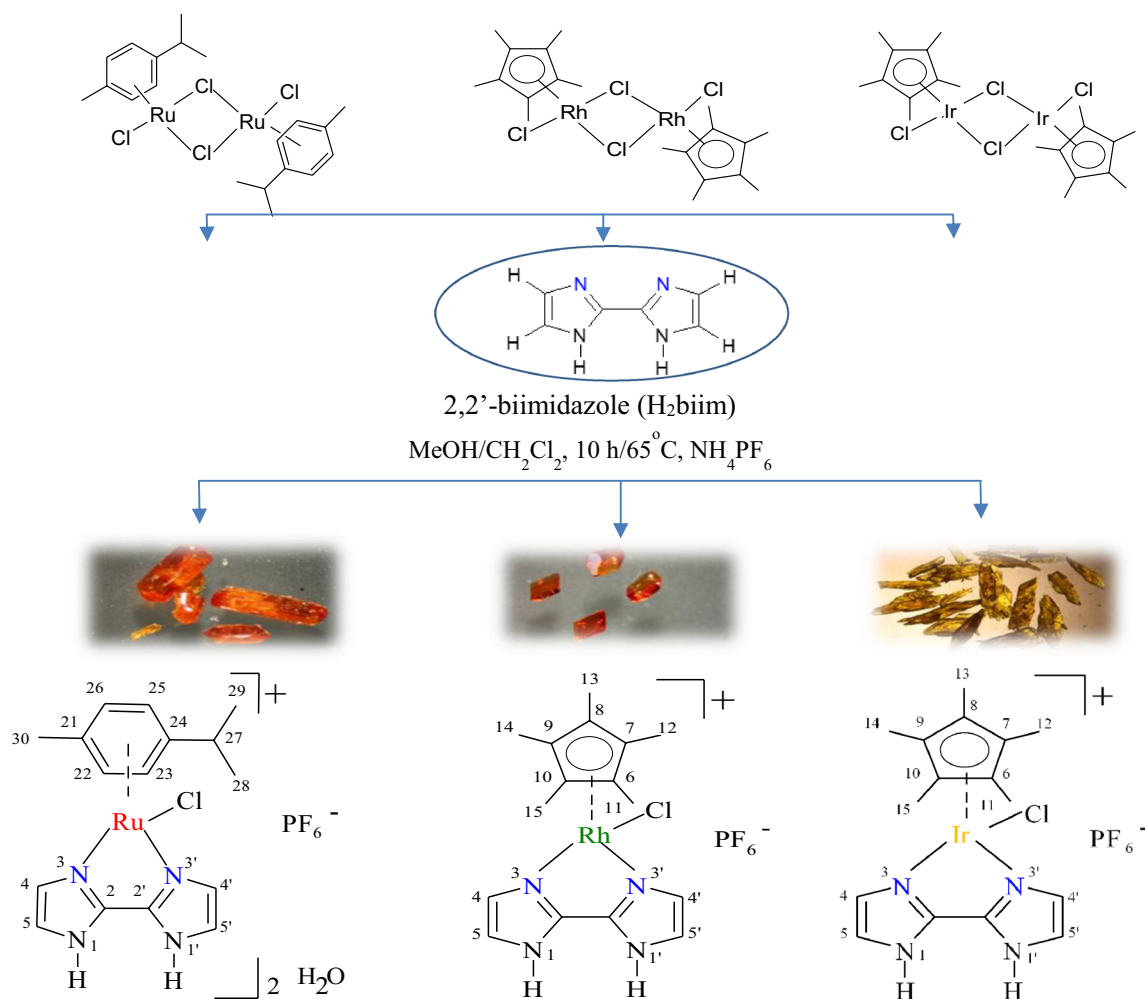 Cl Cl Cl
Ru Ru Rh Rh Ir Ir
Cl Cl Cl Cl Cl Cl
Cl Cl Cl
H N N H
H N N H
H H
2,2’-biimidazole (H₂biim)
MeOH/CH₂Cl₂, 10 h/65°C, NH₄PF₆
26 25 29 +
21 24
30 27
22 23 28
Cl
Ru PF₆⁻
3 N N 3'
4 2 2' 4'
5 5'
N 1 N 1'
H H
2 H₂O
13 +
8
14 9 7 12
10 6
15 11 Cl
Rh PF₆⁻
3 N N 3'
4 4'
5 5'
N 1 N 1'
H H
13 +
8
14 9 7 12
10 6
15 11 Cl
Ir PF₆⁻
3 N N 3'
4 4'
5 5'
N 1 N 1'
H H